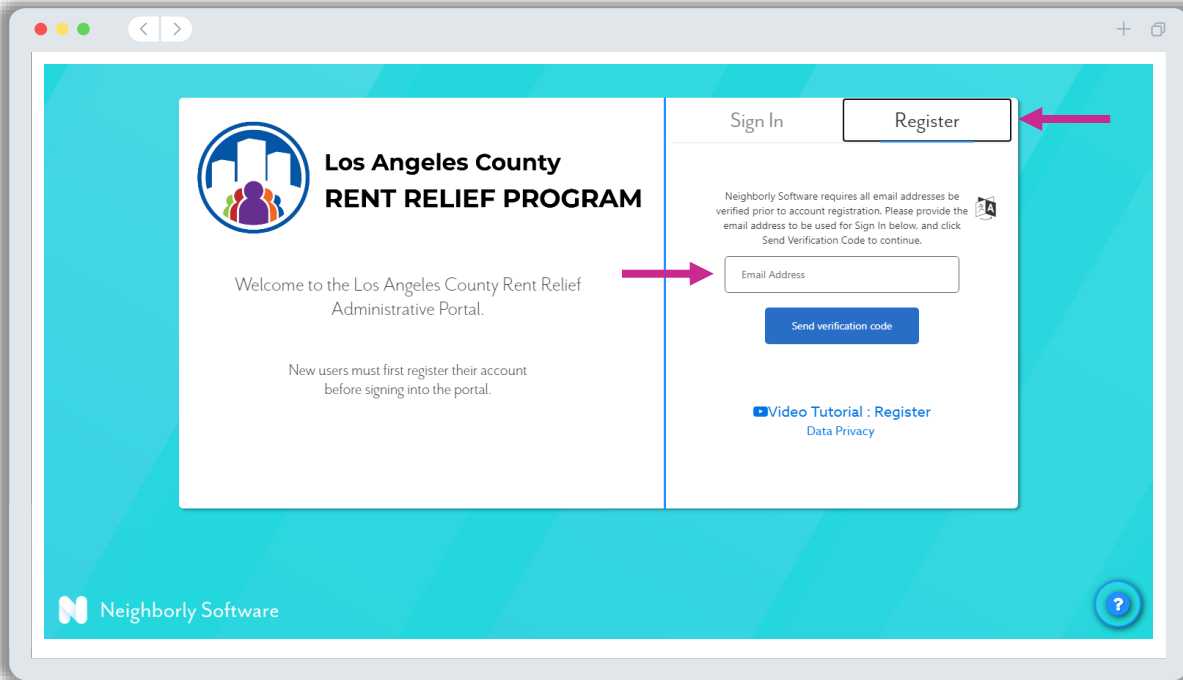 Los Angeles County
RENT RELIEF PROGRAM
Welcome to the Los Angeles County Rent Relief
Administrative Portal.
New users must first register their account
before signing into the portal.
Sign In
Register
Neighborly Software requires all email addresses be
verified prior to account registration. Please provide the
email address to be used for Sign In below, and click
Send Verification Code to continue.
A
Email Address
Send verification code
Video Tutorial : Register
Data Privacy
N Neighborly Software
?